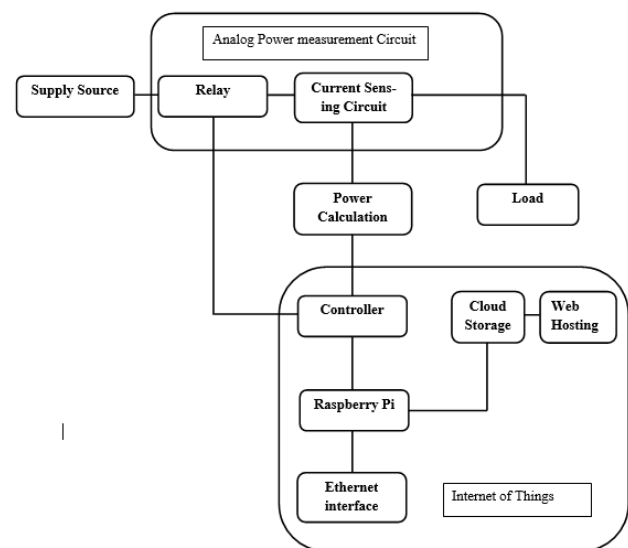 Analog Power measurement Circuit
Supply Source
Relay
Current Sens-
ing Circuit
Power
Calculation
Load
Controller
Cloud
Storage
Web
Hosting
Raspberry Pi
Ethernet
interface
Internet of Things